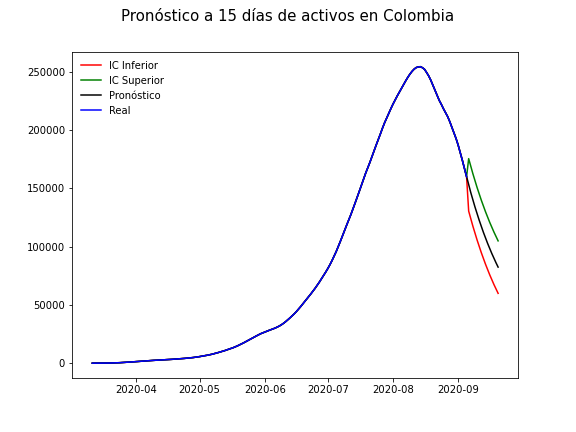 Pronóstico a 15 días de activos en Colombia
IC Inferior
IC Superior
Pronóstico
Real
250000
200000
150000
100000
50000
0
2020-04 2020-05 2020-06 2020-07 2020-08 2020-09